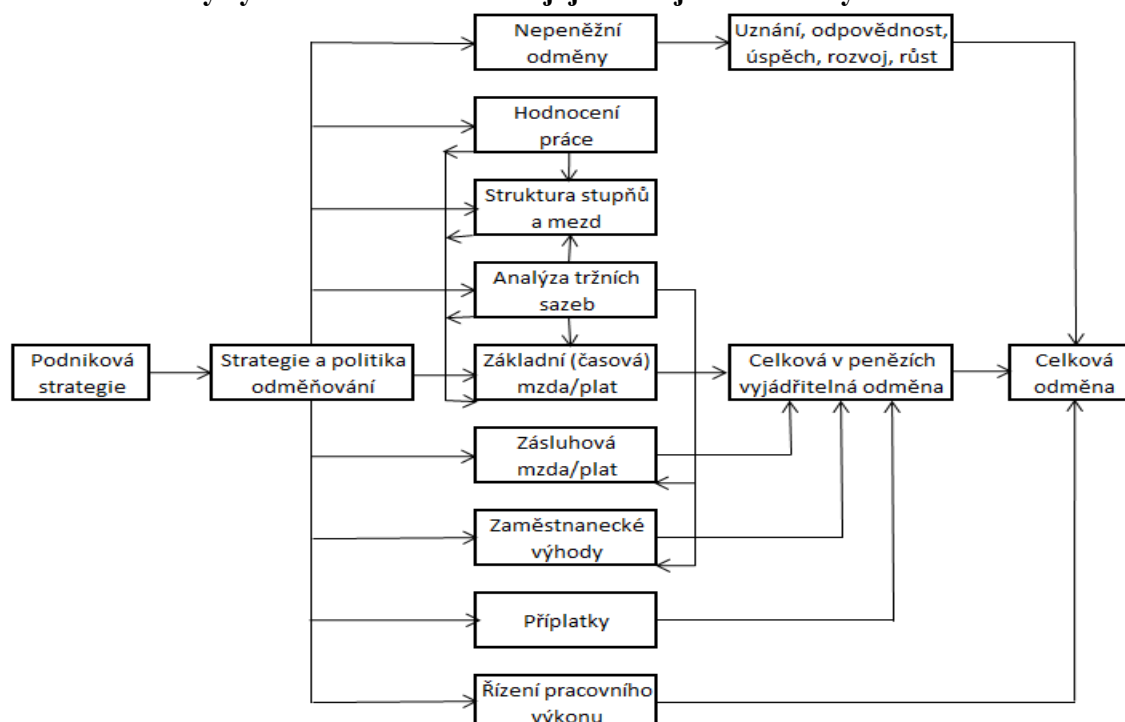 Nepeněžní
odměny
Uznání, odpovědnost,
úspěch, rozvoj, růst
Hodnocení
práce
Struktura stupňů
a mezd
Analýza tržních
sazeb
Podniková
strategie
Strategie a politika
odměňování
Základní (časová)
mzda/plat
Celková v penězích
vyjádřitelná odměna
Celková
odměna
Zásluhová
mzda/plat
Zaměstnanecké
výhody
Příplatky
Řízení pracovního
výkonu